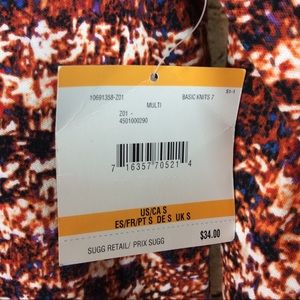 10691358-Z01 BASIC KNITS 7
MULTI
Z01 -
4501000290
7 16357 70521 4
US/CA S
ES/FR/PT S DE S UK S
$34.00
SUGG RETAIL/ PRIX SUGG